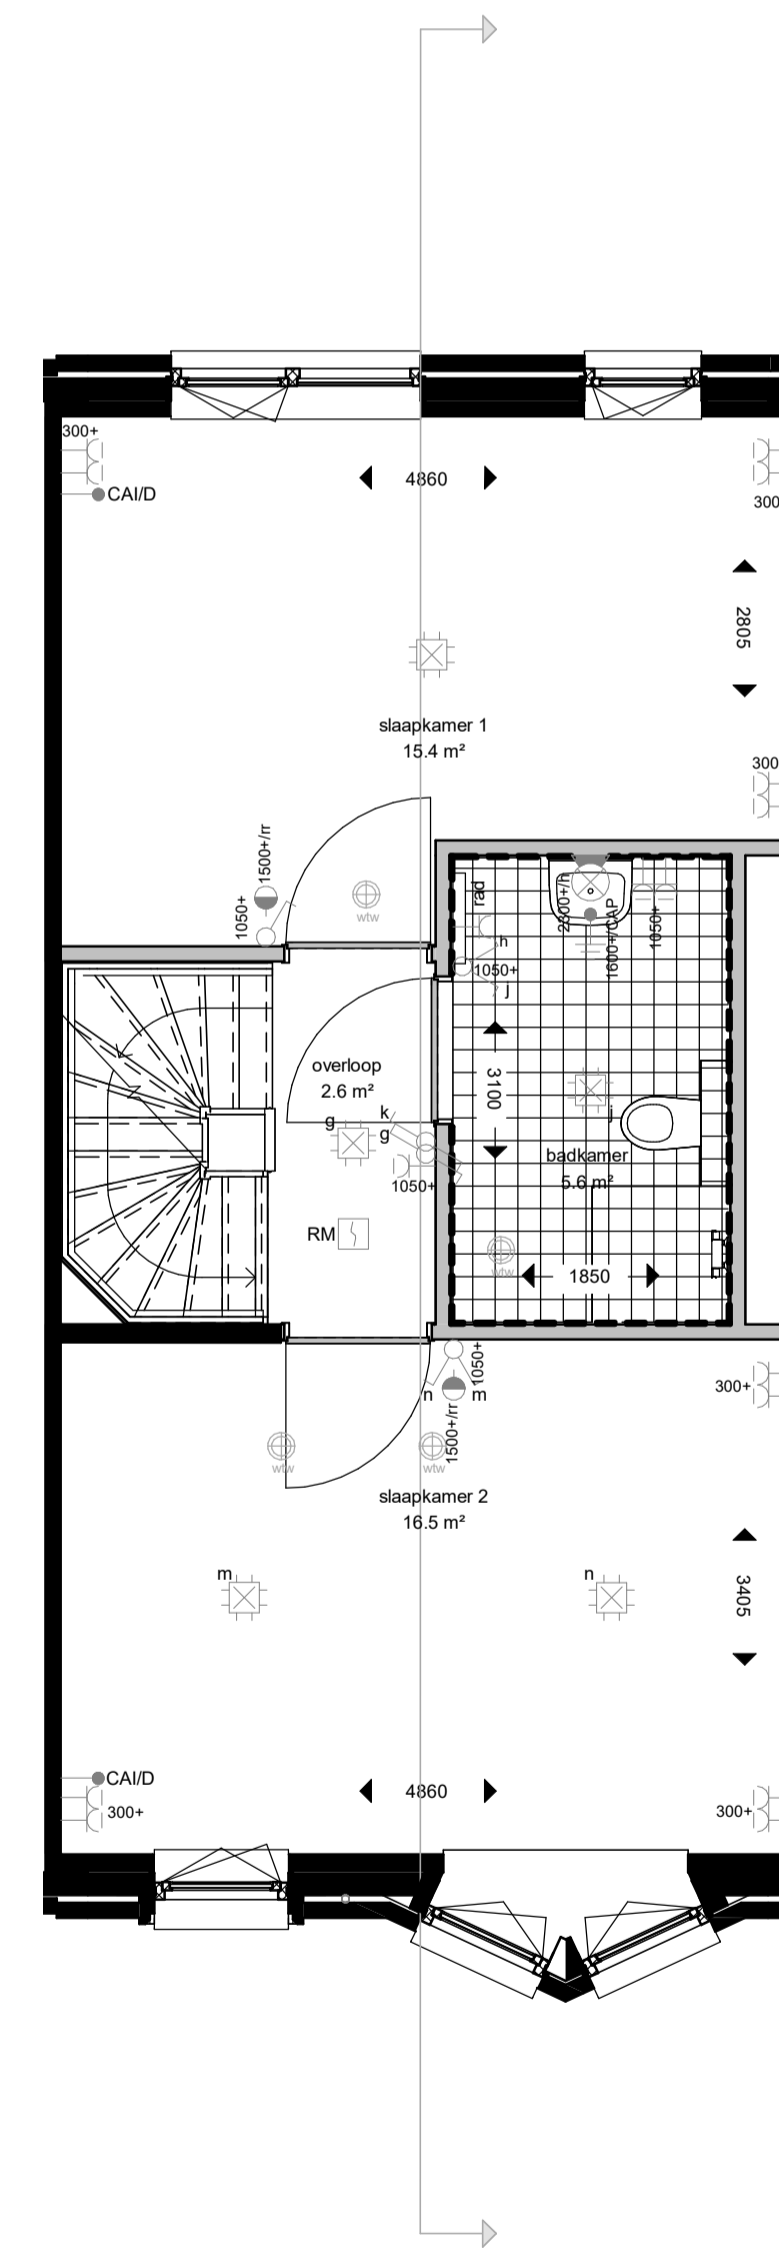 300+
CAI/D
4860
300
2805
slaapkamer 1
15.4 m²
300
1500+/rr
1050+
wtw
rad
2300+/h
1600+/CAP
1050+
h
1050+
j
overloop
2.6 m²
3100
k
g
g
j
badkamer
5.6 m²
1050+
RM
wtw
1850
1050+
n
m
1500+/rr
300+
wtw
wtw
slaapkamer 2
16.5 m²
m
n
3405
CAI/D
4860
300+
300+